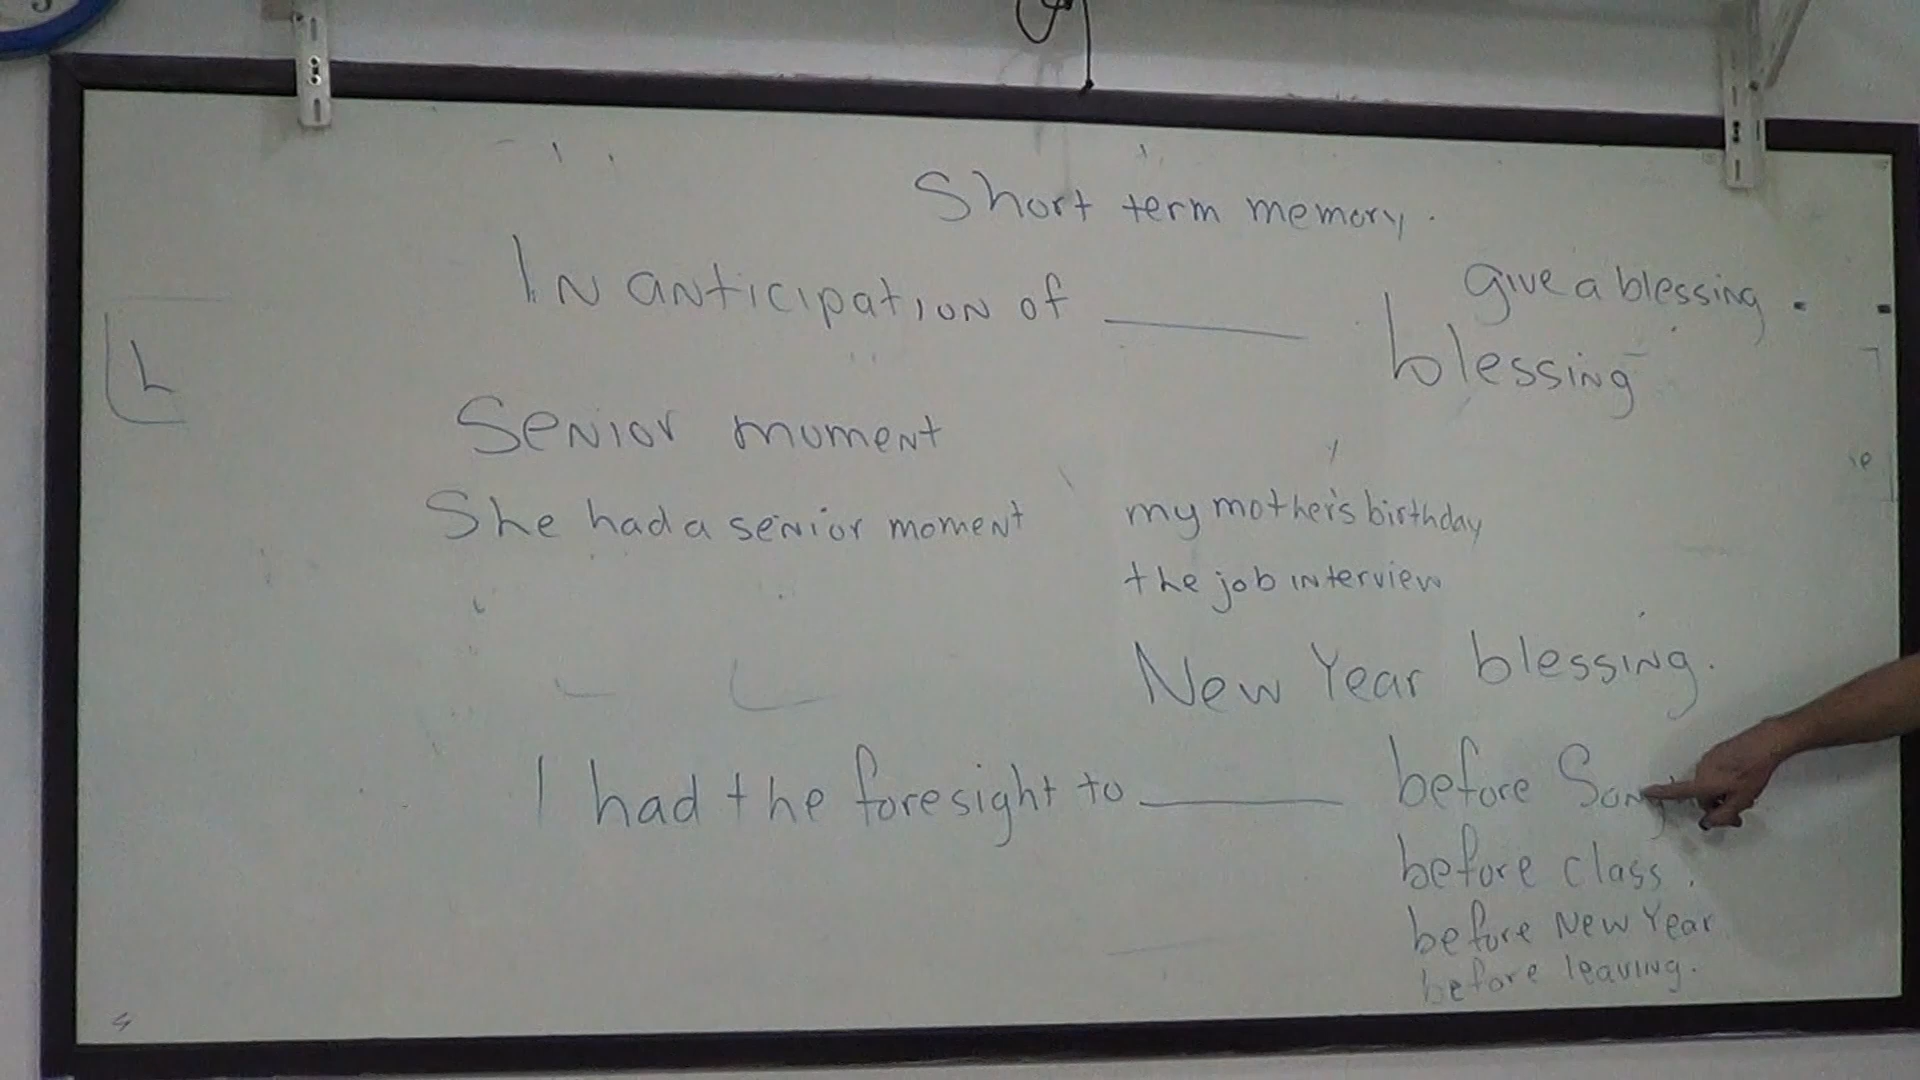 Short term memory.
In anticipation of ______
give a blessing.
blessing
Senior moment
She had a senior moment
my mother's birthday
the job interview
New Year blessing.
I had the foresight to ______
before
before class.
before New Year
before leaving.